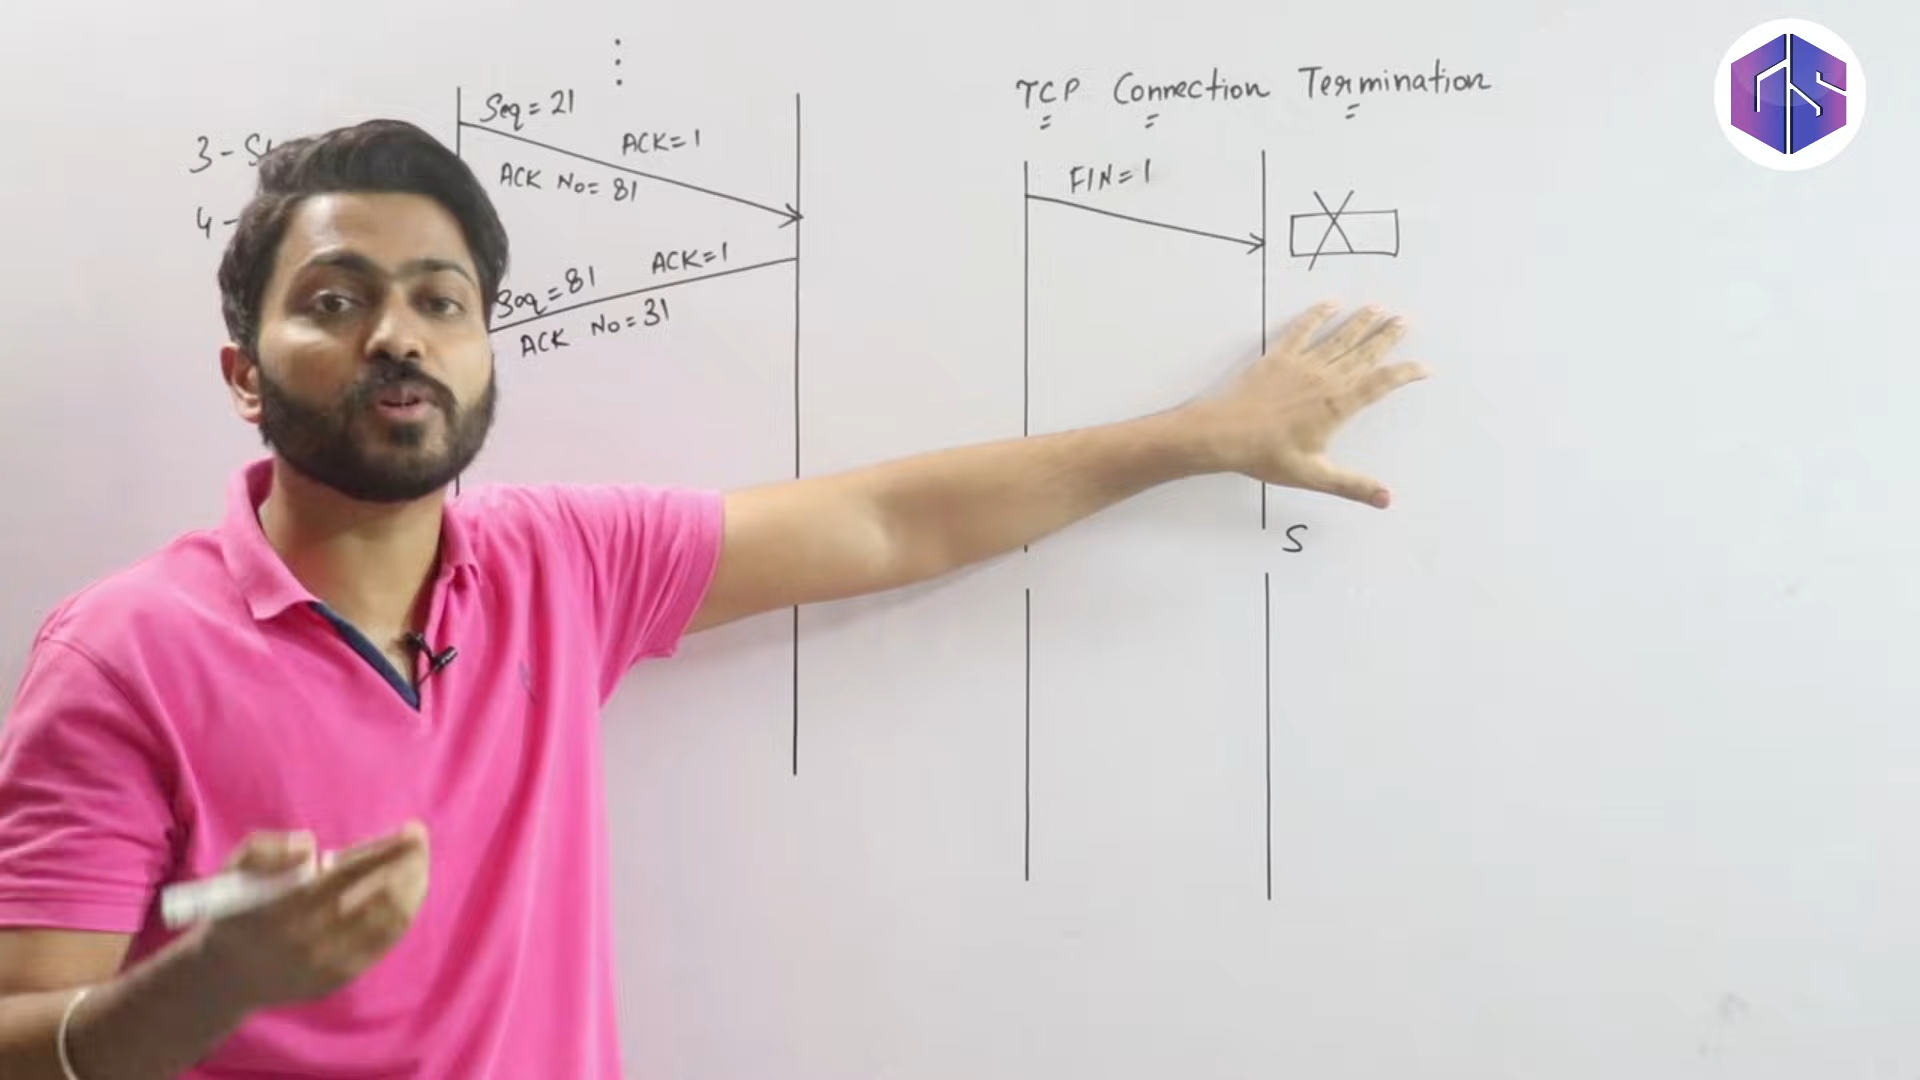 Seq = 21
ACK = 1
ACK No = 81
Seq = 81
ACK = 1
ACK No = 31
3 -
4 -
TCP Connection Termination
FIN = 1
S